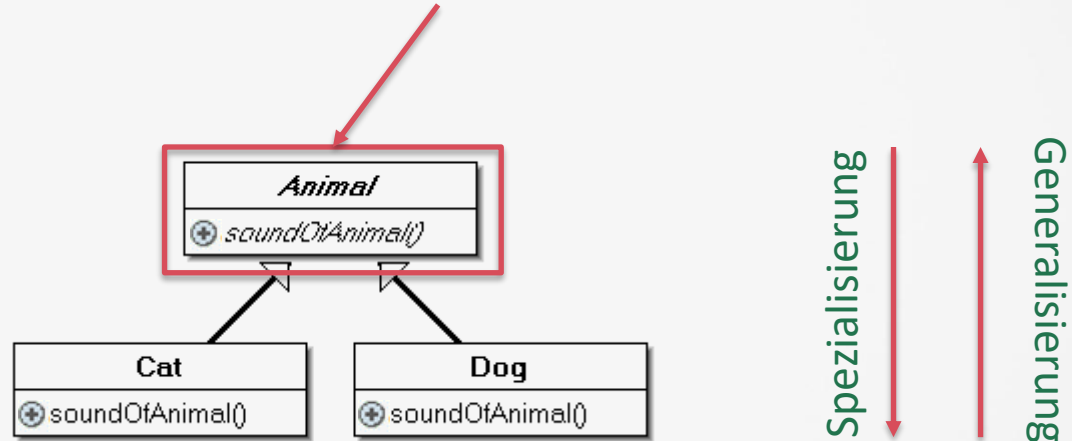 Animal
soundOfAnimal()
Cat
soundOfAnimal()
Dog
soundOfAnimal()
Spezialisierung
Generalisierung